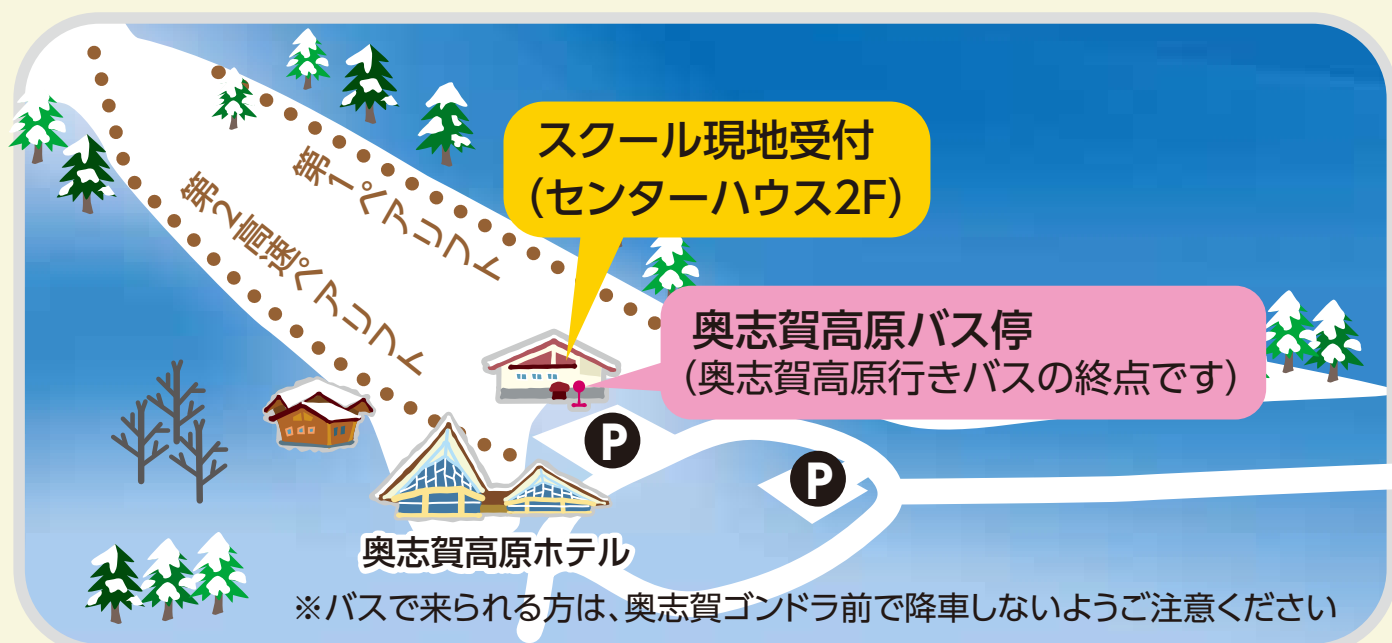 スクール現地受付
(センターハウス2F)
第1ペアリフト
第2高速ペアリフト
奥志賀高原バス停
(奥志賀高原行きバスの終点です)
P
P
奥志賀高原ホテル
※バスで来られる方は、奥志賀ゴンドラ前で降車しないようご注意ください